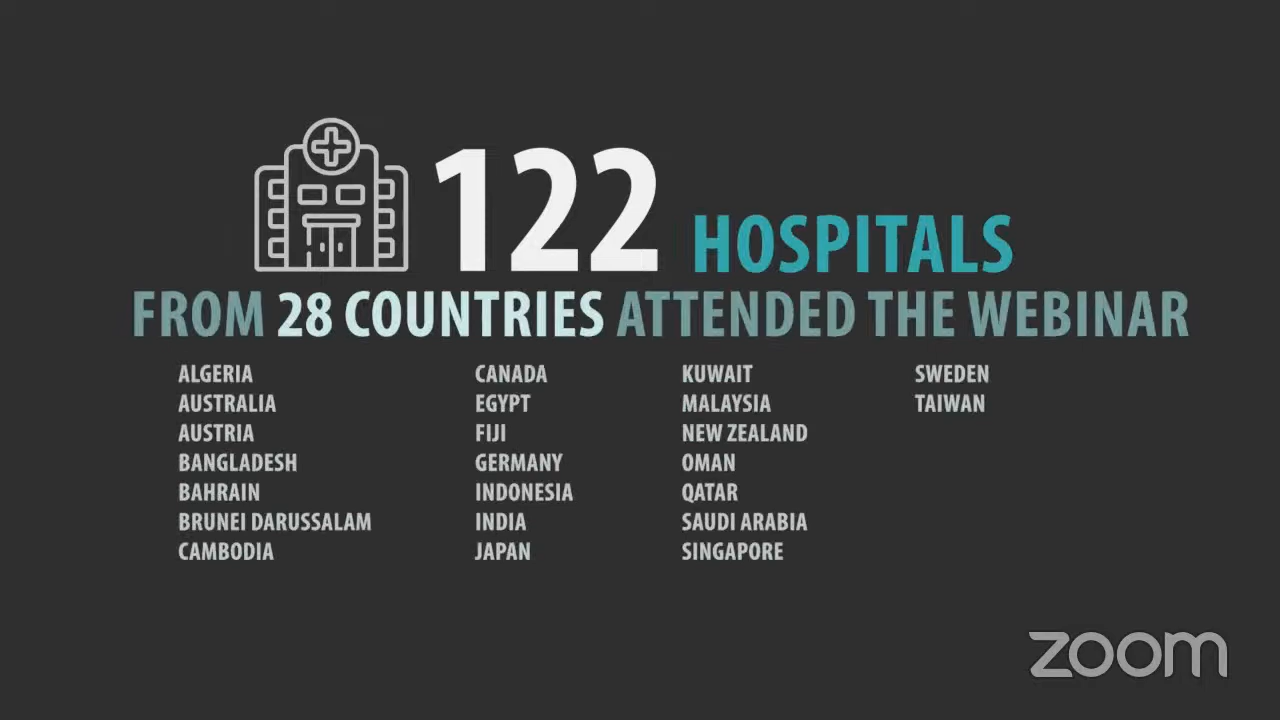 122 HOSPITALS
FROM 28 COUNTRIES ATTENDED THE WEBINAR
ALGERIA
AUSTRALIA
AUSTRIA
BANGLADESH
BAHRAIN
BRUNEI DARUSSALAM
CAMBODIA
CANADA
EGYPT
FIJI
GERMANY
INDONESIA
INDIA
JAPAN
KUWAIT
MALAYSIA
NEW ZEALAND
OMAN
QATAR
SAUDI ARABIA
SINGAPORE
SWEDEN
TAIWAN
zoom